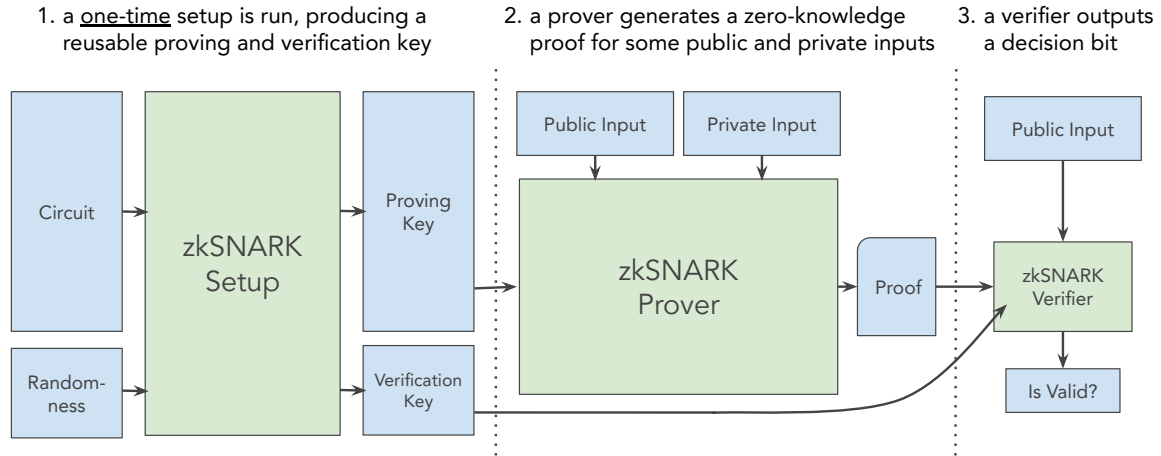 1. a one-time setup is run, producing a
reusable proving and verification key
2. a prover generates a zero-knowledge
proof for some public and private inputs
3. a verifier outputs
a decision bit
Circuit
Random-
ness
zkSNARK
Setup
Proving
Key
Verification
Key
Public Input
Private Input
zkSNARK
Prover
Proof
Public Input
zkSNARK
Verifier
Is Valid?